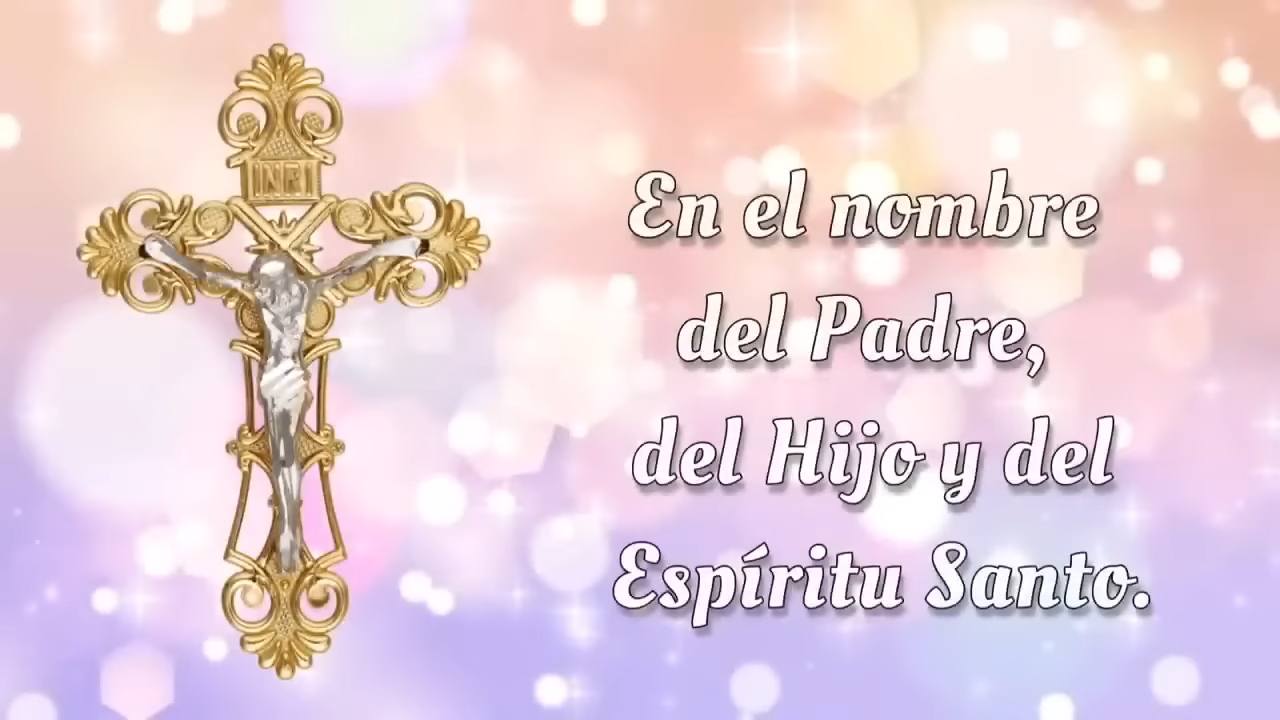 INRI
En el nombre
del Padre,
del Hijo y del
Espíritu Santo.